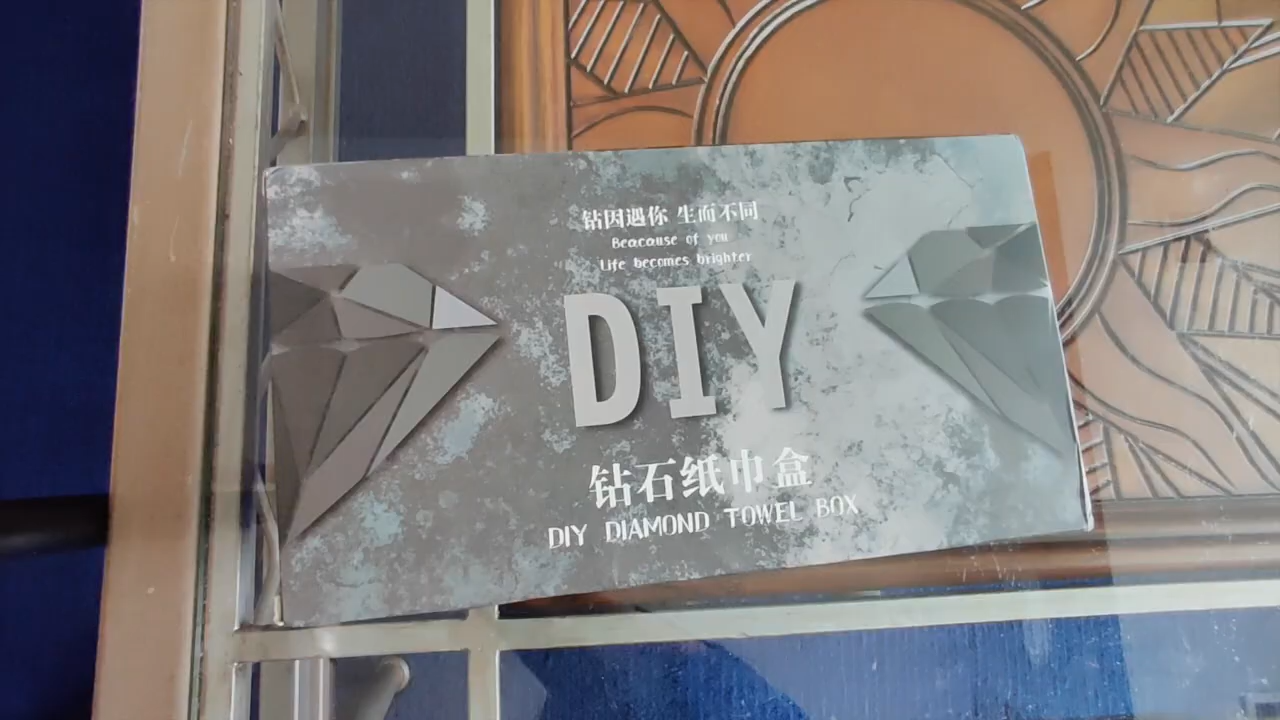 钻因遇你 生而不同
Beacause of you
Life becomes brighter
DIY
钻石纸巾盒
DIY DIAMOND TOWEL BOX